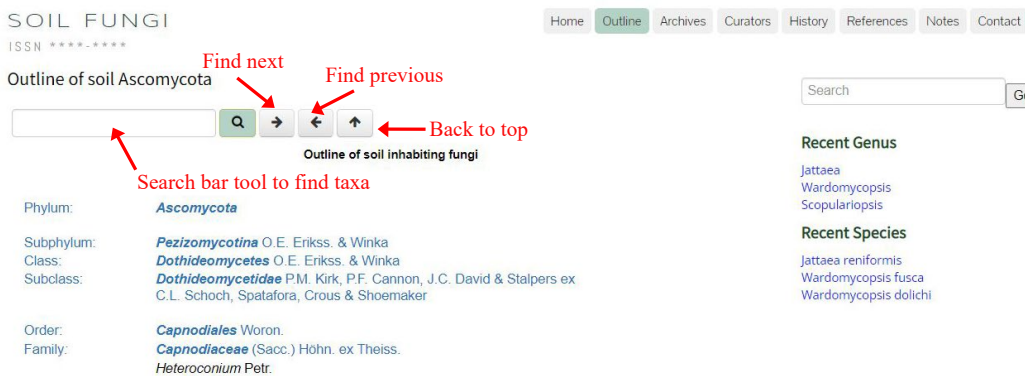 SOIL FUNGI
ISSN ****-****
Home Outline Archives Curators History References Notes Contact
Outline of soil Ascomycota
Find next
Find previous
Back to top
Search bar tool to find taxa
Outline of soil inhabiting fungi
Phylum: Ascomycota
Subphylum: Pezizomycotina O.E. Erikss. & Winka
Class: Dothideomycetes O.E. Erikss. & Winka
Subclass: Dothideomycetidae P.M. Kirk, P.F. Cannon, J.C. David & Stalpers ex
C.L. Schoch, Spatafora, Crous & Shoemaker
Order: Capnodiales Woron.
Family: Capnodiaceae (Sacc.) Höhn. ex Theiss.
Heteroconium Petr.
Search
Recent Genus
Jattaea
Wardomycopsis
Scopulariopsis
Recent Species
Jattaea reniformis
Wardomycopsis fusca
Wardomycopsis dolichi